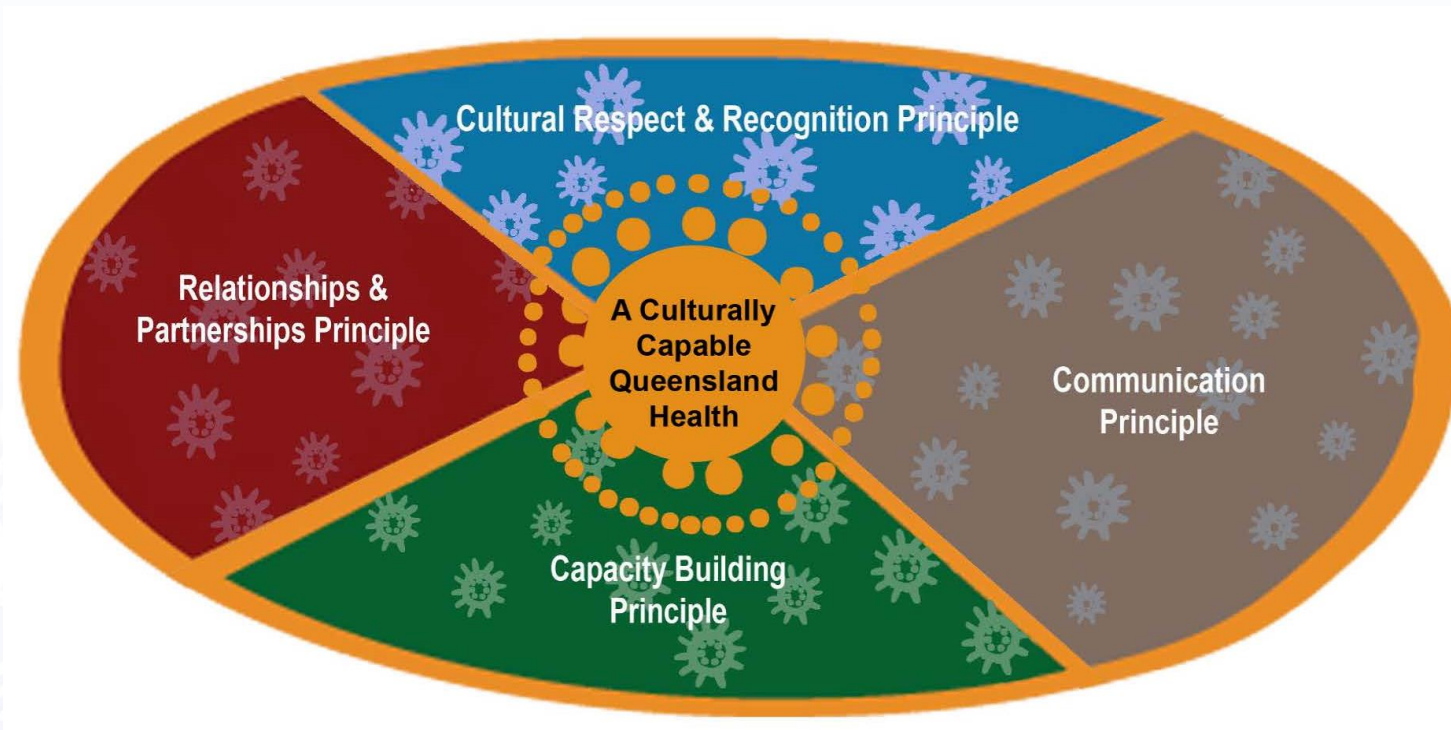 Cultural Respect & Recognition Principle
Relationships &
Partnerships Principle
A Culturally
Capable
Queensland
Health
Communication
Principle
Capacity Building
Principle